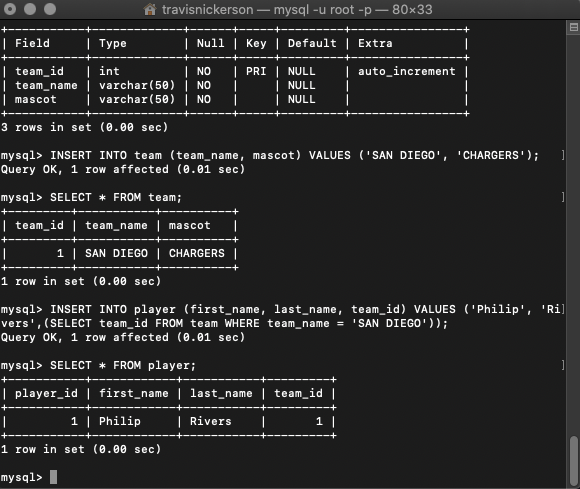 travisnickerson — mysql -u root -p — 80×33
+-----------+-------------+------+-----+---------+----------------+
| Field     | Type        | Null | Key | Default | Extra          |
+-----------+-------------+------+-----+---------+----------------+
| team_id   | int         | NO   | PRI | NULL    | auto_increment |
| team_name | varchar(50) | NO   |     | NULL    |                |
| mascot    | varchar(50) | NO   |     | NULL    |                |
+-----------+-------------+------+-----+---------+----------------+
3 rows in set (0.00 sec)
mysql> INSERT INTO team (team_name, mascot) VALUES ('SAN DIEGO', 'CHARGERS');
Query OK, 1 row affected (0.01 sec)
mysql> SELECT * FROM team;
+---------+-----------+----------+
| team_id | team_name | mascot   |
+---------+-----------+----------+
|       1 | SAN DIEGO | CHARGERS |
+---------+-----------+----------+
1 row in set (0.00 sec)
mysql> INSERT INTO player (first_name, last_name, team_id) VALUES ('Philip', 'Ri
vers',(SELECT team_id FROM team WHERE team_name = 'SAN DIEGO'));
Query OK, 1 row affected (0.01 sec)
mysql> SELECT * FROM player;
+-----------+------------+-----------+---------+
| player_id | first_name | last_name | team_id |
+-----------+------------+-----------+---------+
|         1 | Philip     | Rivers    |       1 |
+-----------+------------+-----------+---------+
1 row in set (0.00 sec)
mysql>